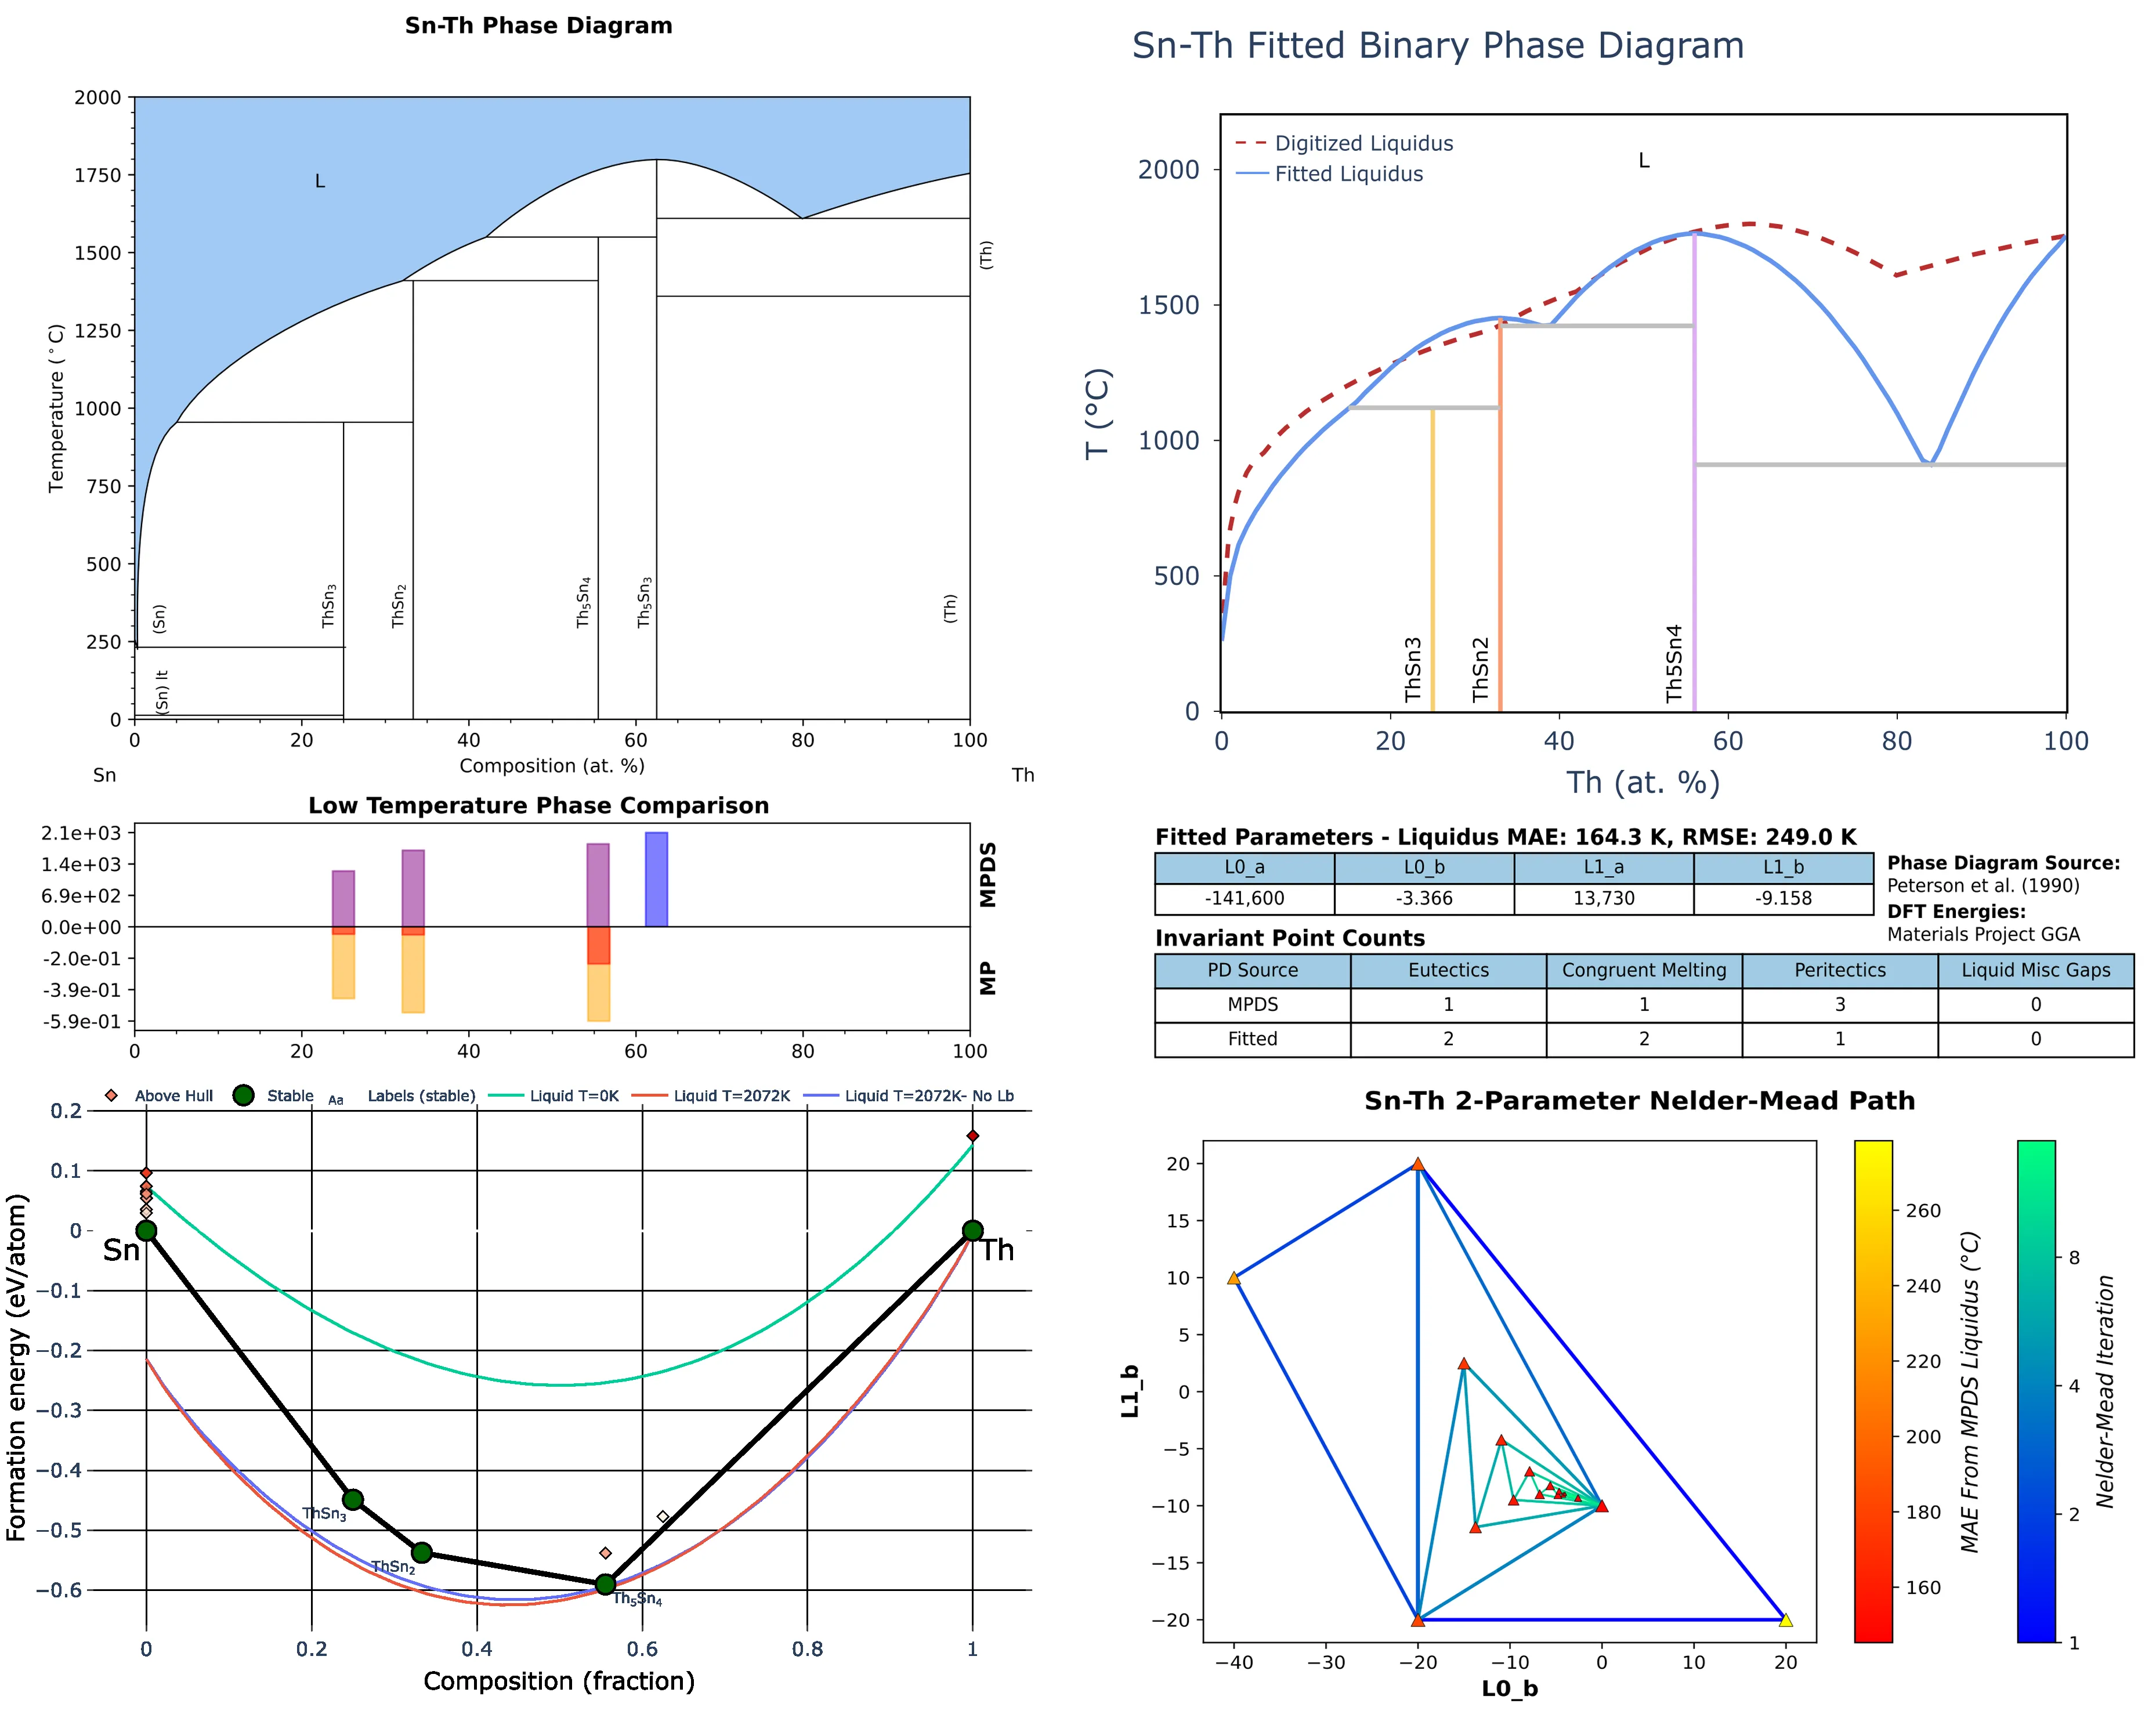 Sn-Th Phase Diagram
2000
1750
1500
1250
1000
750
500
250
0
Temperature (°C)
L
(Sn)
(Sn) lt
ThSn3
ThSn2
Th5Sn4
Th5Sn3
(Th)
(Th)
0 20 40 60 80 100
Composition (at. %)
Sn Th
Sn-Th Fitted Binary Phase Diagram
Digitized Liquidus
Fitted Liquidus
L
2000
1500
1000
500
0
T (°C)
ThSn3
ThSn2
Th5Sn4
0 20 40 60 80 100
Th (at. %)
Low Temperature Phase Comparison
2.1e+03
1.4e+03
6.9e+02
0.0e+00
-2.0e-01
-3.9e-01
-5.9e-01
MPDS
MP
0 20 40 60 80 100
Fitted Parameters - Liquidus MAE: 164.3 K, RMSE: 249.0 K
L0_a L0_b L1_a L1_b
-141,600 -3.366 13,730 -9.158
Phase Diagram Source:
Peterson et al. (1990)
DFT Energies:
Materials Project GGA
Invariant Point Counts
PD Source Eutectics Congruent Melting Peritectics Liquid Misc Gaps
MPDS 1 1 3 0
Fitted 2 2 1 0
Above Hull Stable Aa Labels (stable) Liquid T=0K Liquid T=2072K Liquid T=2072K- No Lb
0.2
0.1
0
−0.1
−0.2
−0.3
−0.4
−0.5
−0.6
Formation energy (eV/atom)
Sn
Th
ThSn3
ThSn2
Th5Sn4
0 0.2 0.4 0.6 0.8 1
Composition (fraction)
Sn-Th 2-Parameter Nelder-Mead Path
20
15
10
5
0
−5
−10
−15
−20
L1_b
−40 −30 −20 −10 0 10 20
L0_b
260
240
220
200
180
160
MAE From MPDS Liquidus (°C)
8
4
2
1
Nelder-Mead Iteration